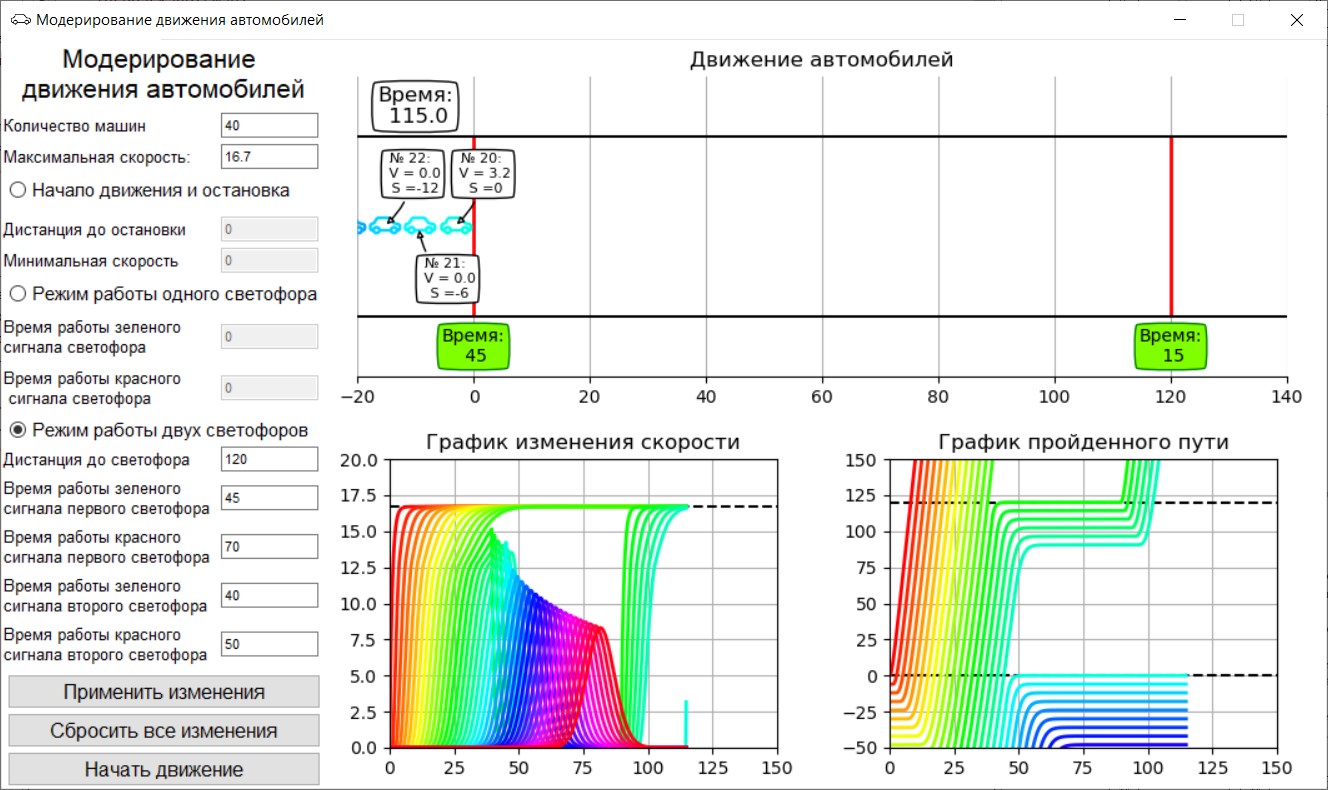 Модерирование движения автомобилей
Модерирование
движения автомобилей
Количество машин
40
Максимальная скорость:
16.7
Начало движения и остановка
Дистанция до остановки
0
Минимальная скорость
0
Режим работы одного светофора
Время работы зеленого
сигнала светофора
0
Время работы красного
сигнала светофора
0
Режим работы двух светофоров
Дистанция до светофора
120
Время работы зеленого
сигнала первого светофора
45
Время работы красного
сигнала первого светофора
70
Время работы зеленого
сигнала второго светофора
40
Время работы красного
сигнала второго светофора
50
Применить изменения
Сбросить все изменения
Начать движение
Движение автомобилей
Время:
115.0
№ 22:
V = 0.0
S =-12
№ 20:
V = 3.2
S =0
№ 21:
V = 0.0
S =-6
Время:
45
Время:
15
−20 0 20 40 60 80 100 120 140
График изменения скорости
20.0
17.5
15.0
12.5
10.0
7.5
5.0
2.5
0.0
0 25 50 75 100 125 150
График пройденного пути
150
125
100
75
50
25
0
−25
−50
0 25 50 75 100 125 150